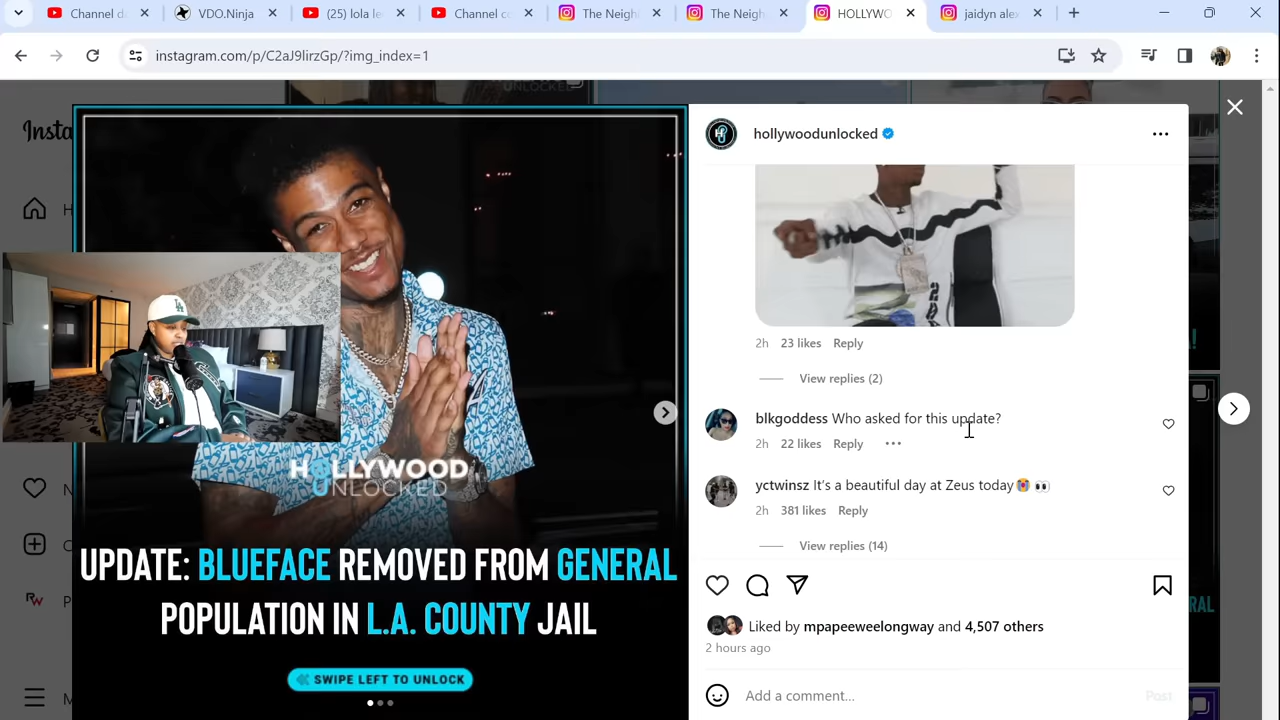 Channel d
VDO.Ninja
(25) lola le
Channel c
The Neigh
The Neigh
HOLLYWO
jaidyn ale
instagram.com/p/C2aJ9lirzGp/?img_index=1
UNLOCKED
Insta
H
hollywoodunlocked
2h 23 likes Reply
View replies (2)
blkgoddess Who asked for this update?
2h 22 likes Reply
yctwinsz It's a beautiful day at Zeus today
2h 381 likes Reply
View replies (14)
HOLLYWOOD
UNLOCKED
UPDATE: BLUEFACE REMOVED FROM GENERAL
POPULATION IN L.A. COUNTY JAIL
SWIPE LEFT TO UNLOCK
Liked by mpapeeweelongway and 4,507 others
2 hours ago
Add a comment...
Post